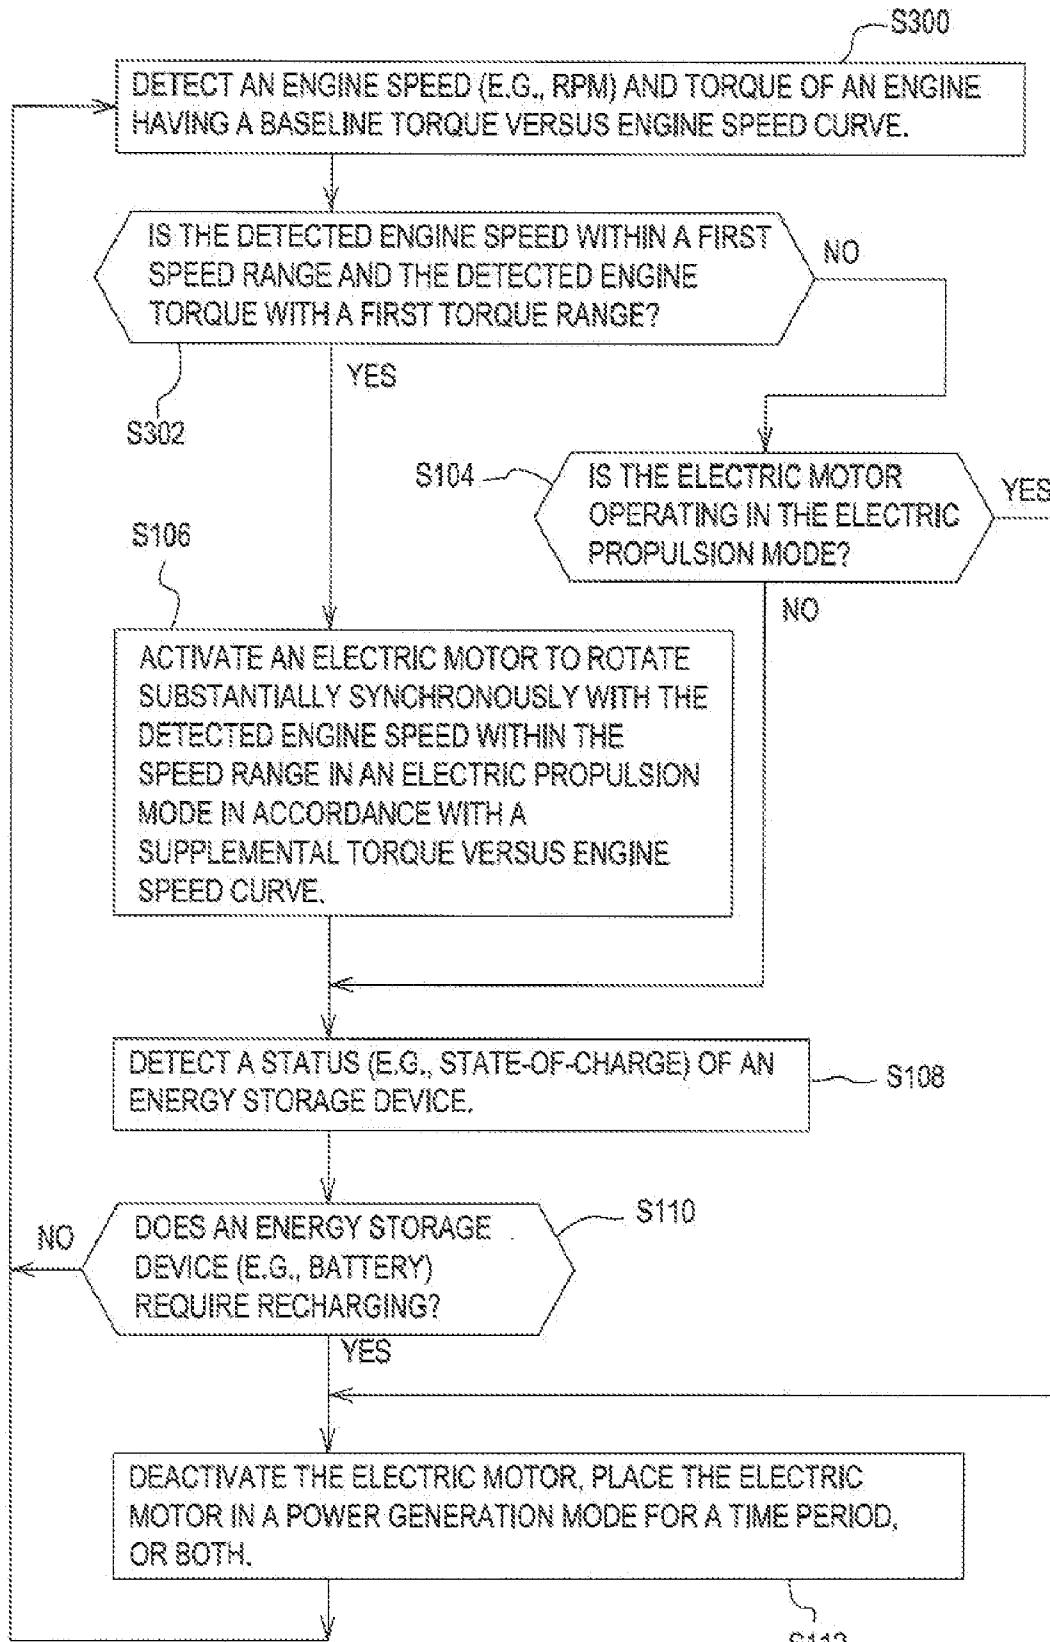 S300
DETECT AN ENGINE SPEED (E.G., RPM) AND TORQUE OF AN ENGINE
HAVING A BASELINE TORQUE VERSUS ENGINE SPEED CURVE.
IS THE DETECTED ENGINE SPEED WITHIN A FIRST
SPEED RANGE AND THE DETECTED ENGINE
TORQUE WITH A FIRST TORQUE RANGE?
NO
YES
S302
S104
IS THE ELECTRIC MOTOR
OPERATING IN THE ELECTRIC
PROPULSION MODE?
YES
NO
S106
ACTIVATE AN ELECTRIC MOTOR TO ROTATE
SUBSTANTIALLY SYNCHRONOUSLY WITH THE
DETECTED ENGINE SPEED WITHIN THE
SPEED RANGE IN AN ELECTRIC PROPULSION
MODE IN ACCORDANCE WITH A
SUPPLEMENTAL TORQUE VERSUS ENGINE
SPEED CURVE.
DETECT A STATUS (E.G., STATE-OF-CHARGE) OF AN
ENERGY STORAGE DEVICE.
S108
NO
DOES AN ENERGY STORAGE
DEVICE (E.G., BATTERY)
REQUIRE RECHARGING?
S110
YES
DEACTIVATE THE ELECTRIC MOTOR, PLACE THE ELECTRIC
MOTOR IN A POWER GENERATION MODE FOR A TIME PERIOD,
OR BOTH.